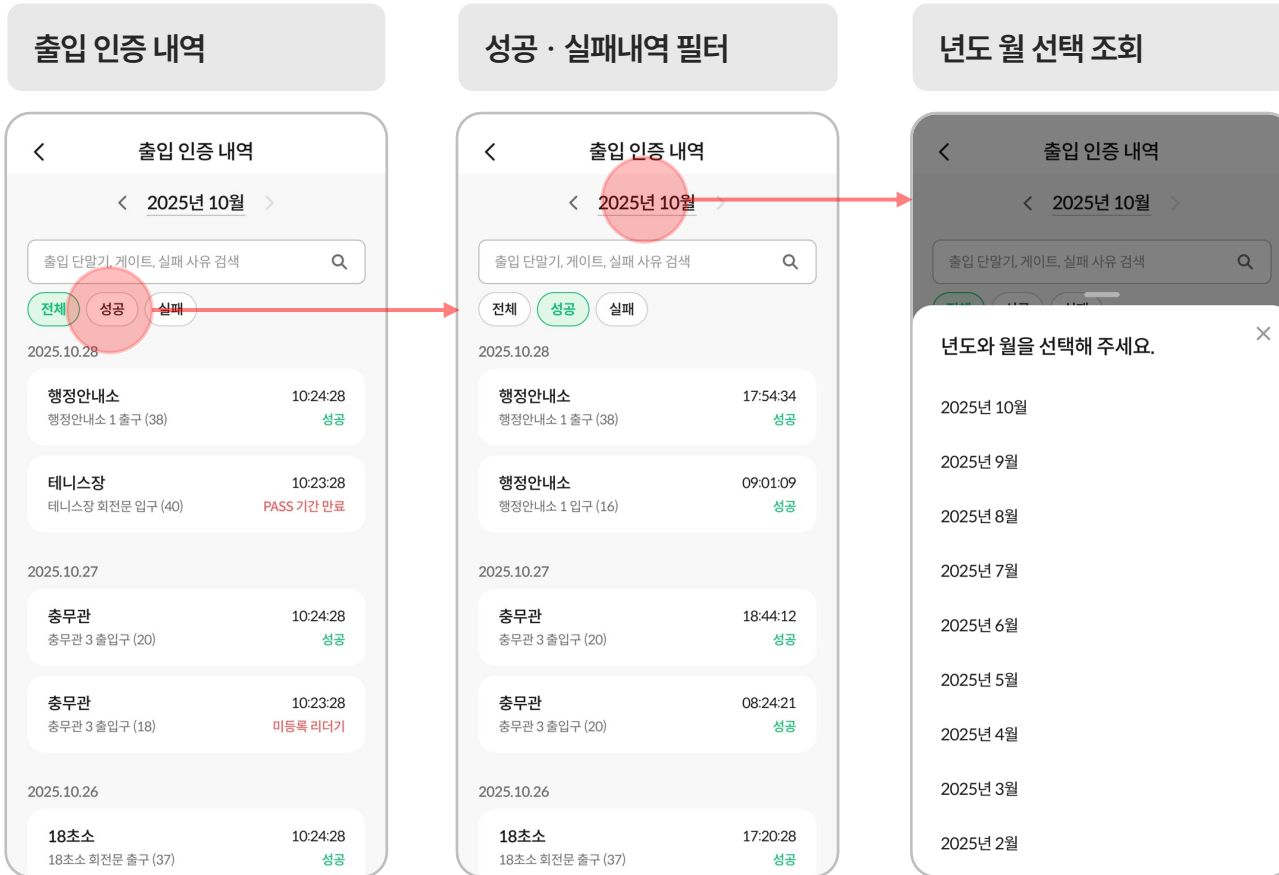 출입 인증 내역
출입 인증 내역
2025년 10월
출입 단말기, 게이트, 실패 사유 검색
전체 성공 실패
2025.10.28
행정안내소 10:24:28
행정안내소 1 출구 (38) 성공
테니스장 10:23:28
테니스장 회전문 입구 (40) PASS 기간 만료
2025.10.27
충무관 10:24:28
충무관 3 출입구 (20) 성공
충무관 10:23:28
충무관 3 출입구 (18) 미등록 리더기
2025.10.26
18초소 10:24:28
18초소 회전문 출구 (37) 성공
성공 · 실패내역 필터
출입 인증 내역
2025년 10월
출입 단말기, 게이트, 실패 사유 검색
전체 성공 실패
2025.10.28
행정안내소 17:54:34
행정안내소 1 출구 (38) 성공
행정안내소 09:01:09
행정안내소 1 입구 (16) 성공
2025.10.27
충무관 18:44:12
충무관 3 출입구 (20) 성공
충무관 08:24:21
충무관 3 출입구 (20) 성공
2025.10.26
18초소 17:20:28
18초소 회전문 출구 (37) 성공
년도 월 선택 조회
출입 인증 내역
2025년 10월
출입 단말기, 게이트, 실패 사유 검색
년도와 월을 선택해 주세요.
2025년 10월
2025년 9월
2025년 8월
2025년 7월
2025년 6월
2025년 5월
2025년 4월
2025년 3월
2025년 2월